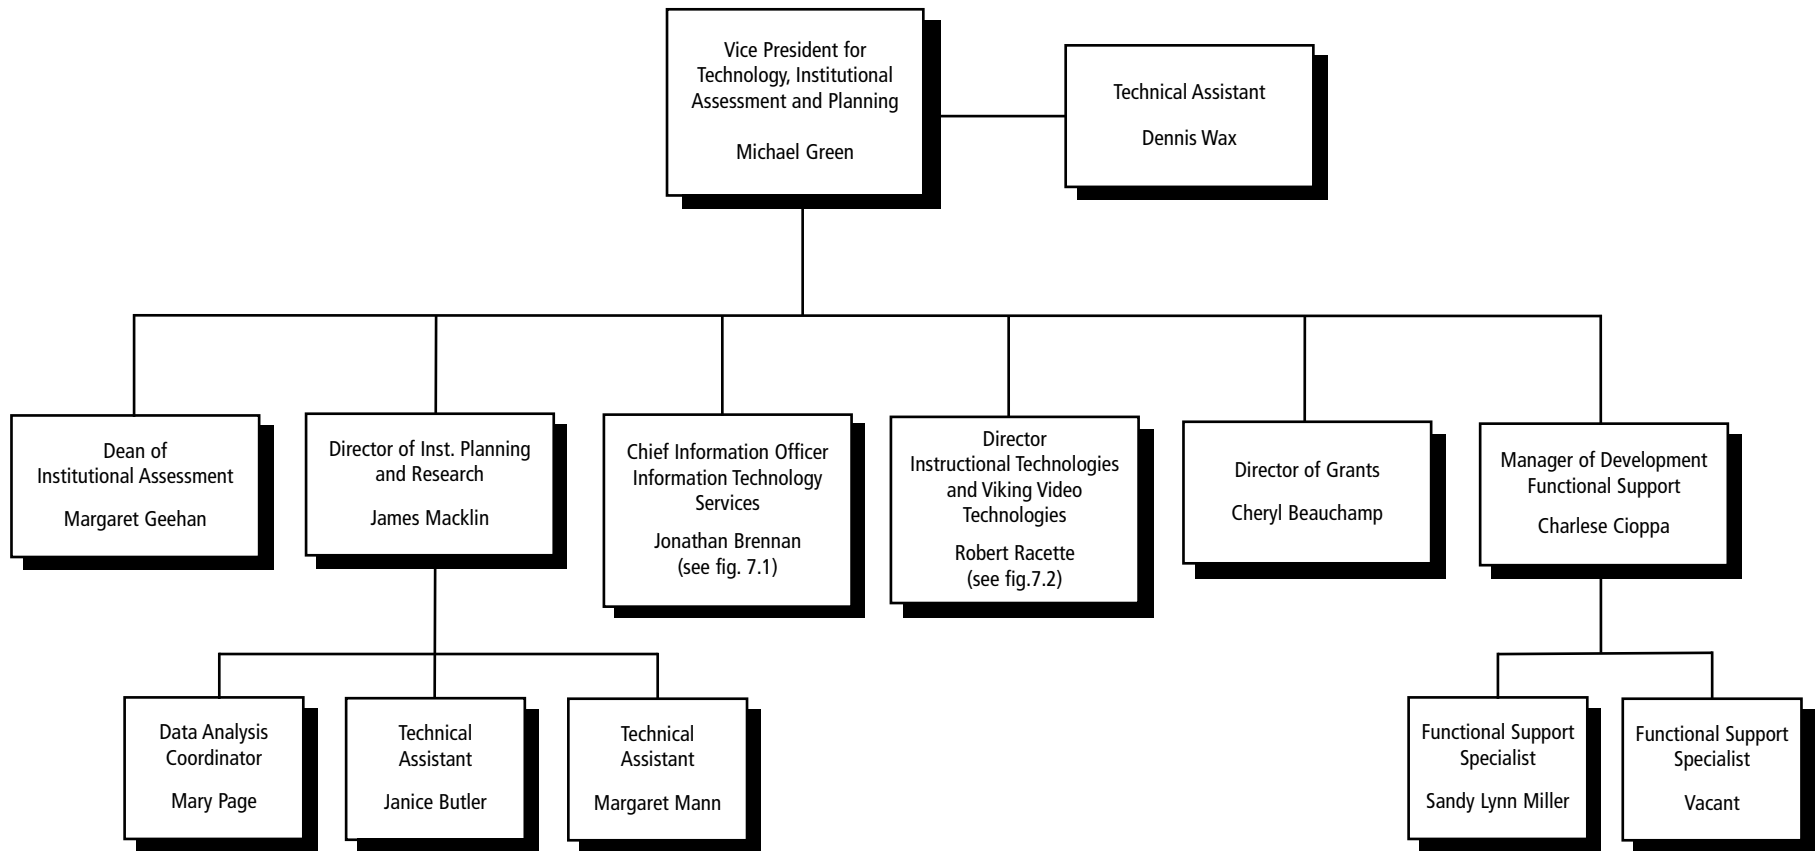 Vice President for
Technology, Institutional
Assessment and Planning
Michael Green
Technical Assistant
Dennis Wax
Dean of
Institutional Assessment
Margaret Geehan
Director of Inst. Planning
and Research
James Macklin
Chief Information Officer
Information Technology
Services
Jonathan Brennan
(see fig. 7.1)
Director
Instructional Technologies
and Viking Video
Technologies
Robert Racette
(see fig.7.2)
Director of Grants
Cheryl Beauchamp
Manager of Development
Functional Support
Charlese Cioppa
Data Analysis
Coordinator
Mary Page
Technical
Assistant
Janice Butler
Technical
Assistant
Margaret Mann
Functional Support
Specialist
Sandy Lynn Miller
Functional Support
Specialist
Vacant